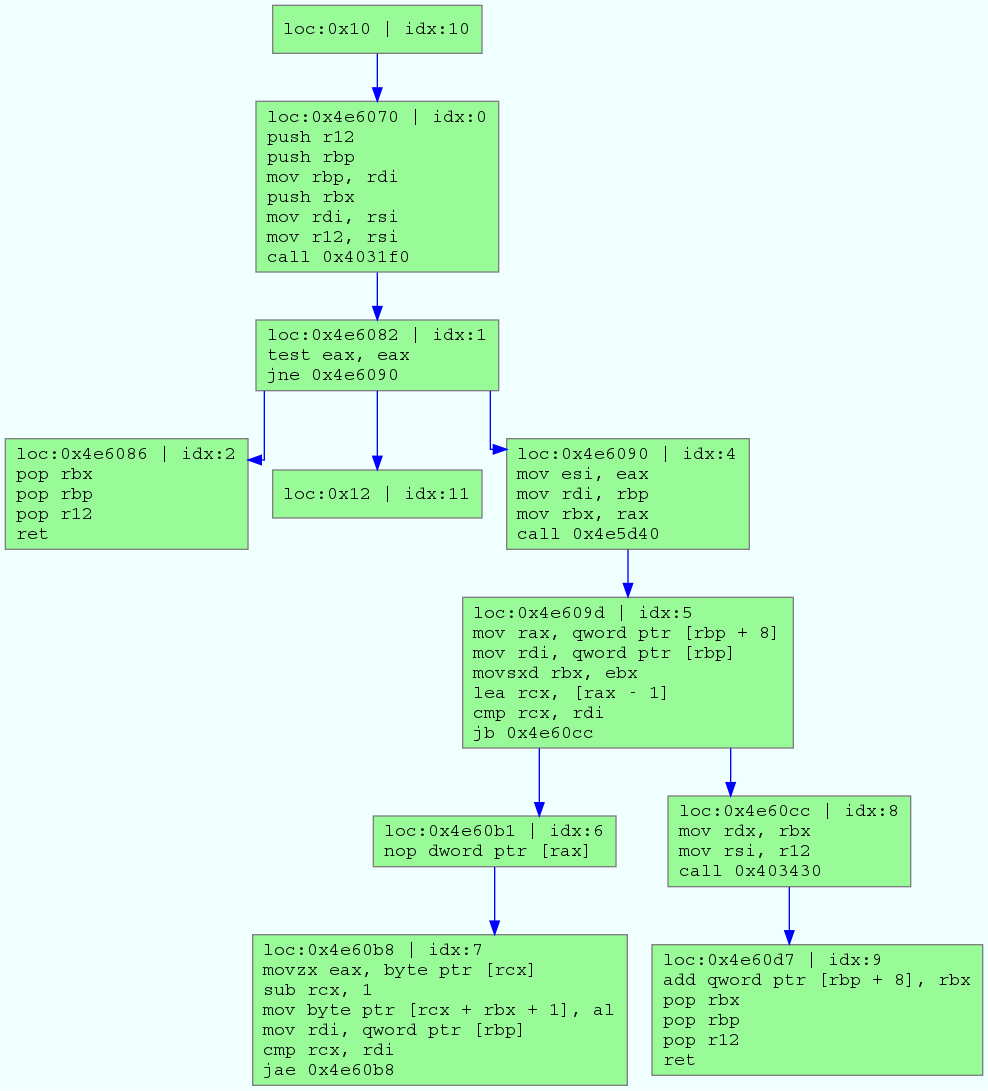 loc:0x10 | idx:10
loc:0x4e6070 | idx:0
push r12
push rbp
mov rbp, rdi
push rbx
mov rdi, rsi
mov r12, rsi
call 0x4031f0
loc:0x4e6082 | idx:1
test eax, eax
jne 0x4e6090
loc:0x4e6086 | idx:2
pop rbx
pop rbp
pop r12
ret
loc:0x12 | idx:11
loc:0x4e6090 | idx:4
mov esi, eax
mov rdi, rbp
mov rbx, rax
call 0x4e5d40
loc:0x4e609d | idx:5
mov rax, qword ptr [rbp + 8]
mov rdi, qword ptr [rbp]
movsxd rbx, ebx
lea rcx, [rax - 1]
cmp rcx, rdi
jb 0x4e60cc
loc:0x4e60b1 | idx:6
nop dword ptr [rax]
loc:0x4e60cc | idx:8
mov rdx, rbx
mov rsi, r12
call 0x403430
loc:0x4e60b8 | idx:7
movzx eax, byte ptr [rcx]
sub rcx, 1
mov byte ptr [rcx + rbx + 1], al
mov rdi, qword ptr [rbp]
cmp rcx, rdi
jae 0x4e60b8
loc:0x4e60d7 | idx:9
add qword ptr [rbp + 8], rbx
pop rbx
pop rbp
pop r12
ret